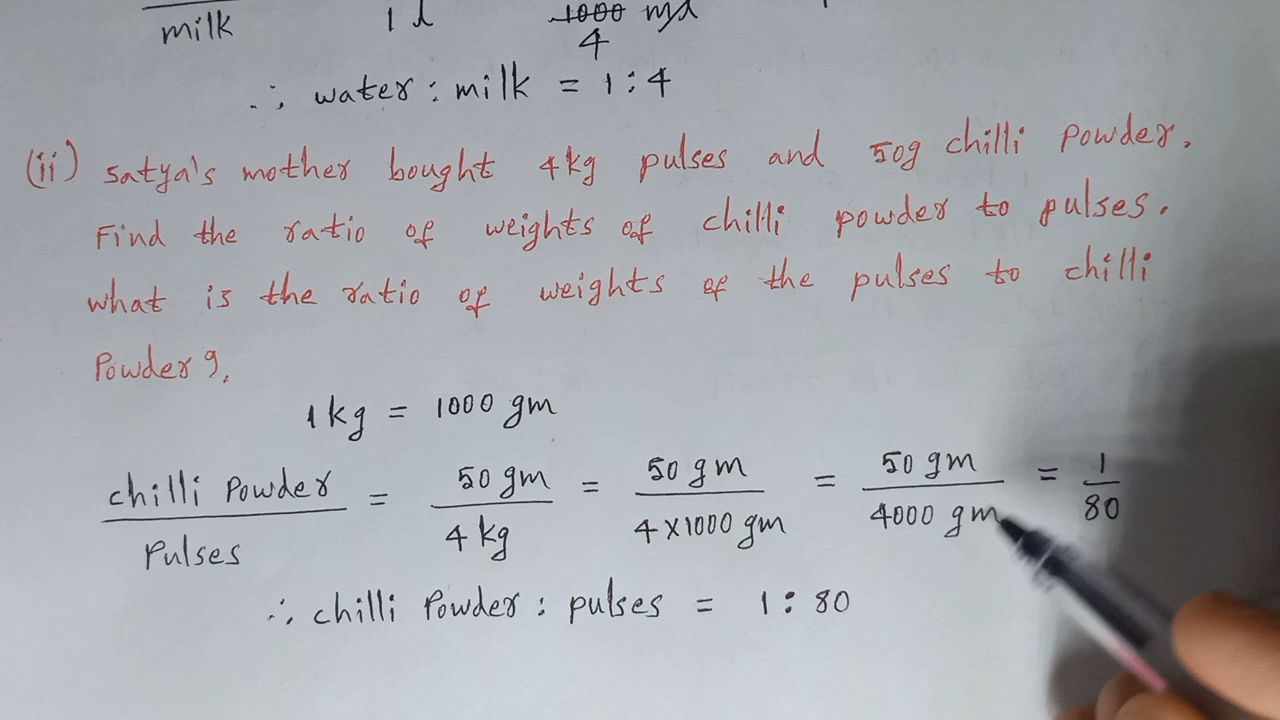 milk 1 l 1000 ml
4
∴ water : milk = 1 : 4
(ii) Satya's mother bought 4kg pulses and 50g chilli powder.
Find the ratio of weights of chilli powder to pulses.
what is the ratio of weights of the pulses to chilli
Powder?.
1 kg = 1000 gm
chilli Powder / Pulses = 50 gm / 4 kg = 50 gm / 4×1000 gm = 50 gm / 4000 gm = 1 / 80
∴ chilli Powder : pulses = 1 : 80